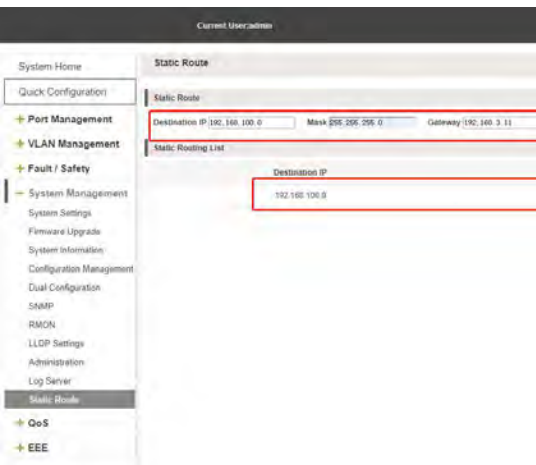 Current User:admin
System Home
Static Route
Quick Configuration
Static Route
+ Port Management
Destination IP 192.168.100.0 Mask 255.255.255.0 Gateway 192.168.3.11
+ VLAN Management
Static Routing List
+ Fault / Safety
Destination IP
− System Management
192.168.100.0
System Settings
Firmware Upgrade
System Information
Configuration Management
Dual Configuration
SNMP
RMON
LLDP Settings
Administration
Log Server
Static Route
+ QoS
+ EEE